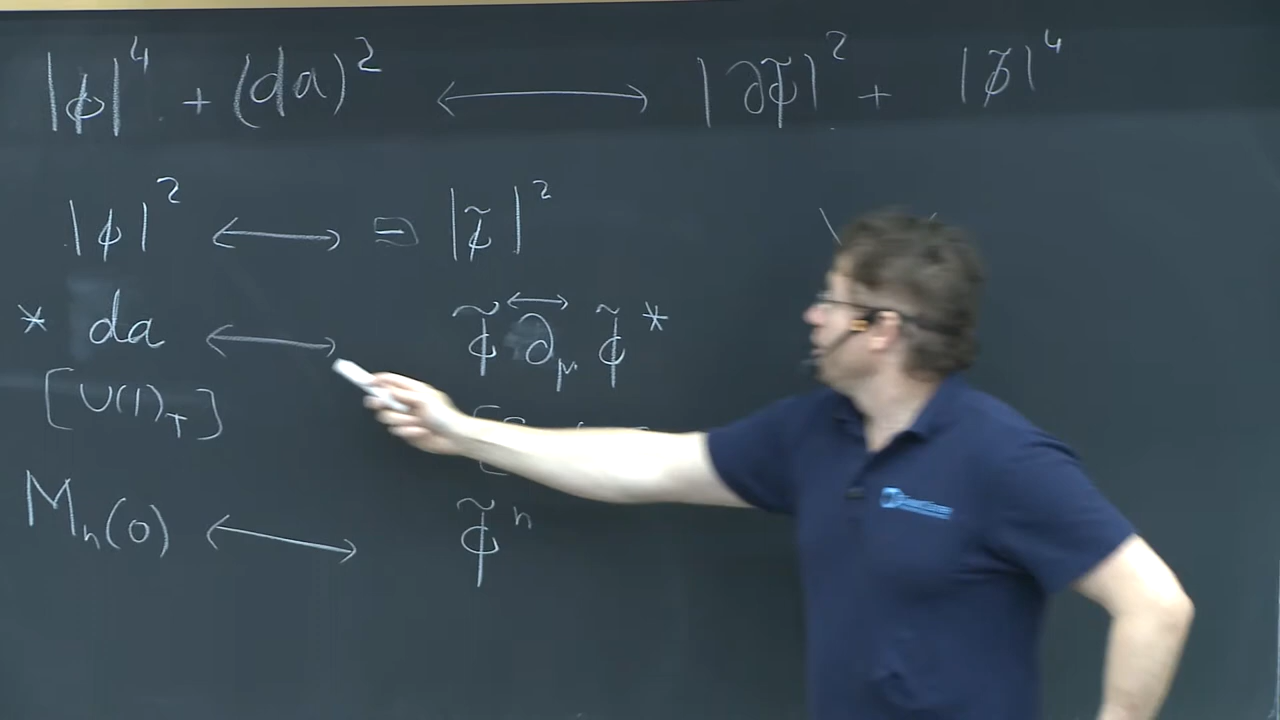 |ϕ|⁴ + (da)² ⟷ |∂ϕ̃|² + |ϕ̃|⁴
|ϕ|² ⟷ ⊖ |ϕ̃|²
* da ⟷ ϕ̃ ∂⃡_μ ϕ̃*
[U(1)_T]
M_n(0) ⟷ ϕ̃ⁿ